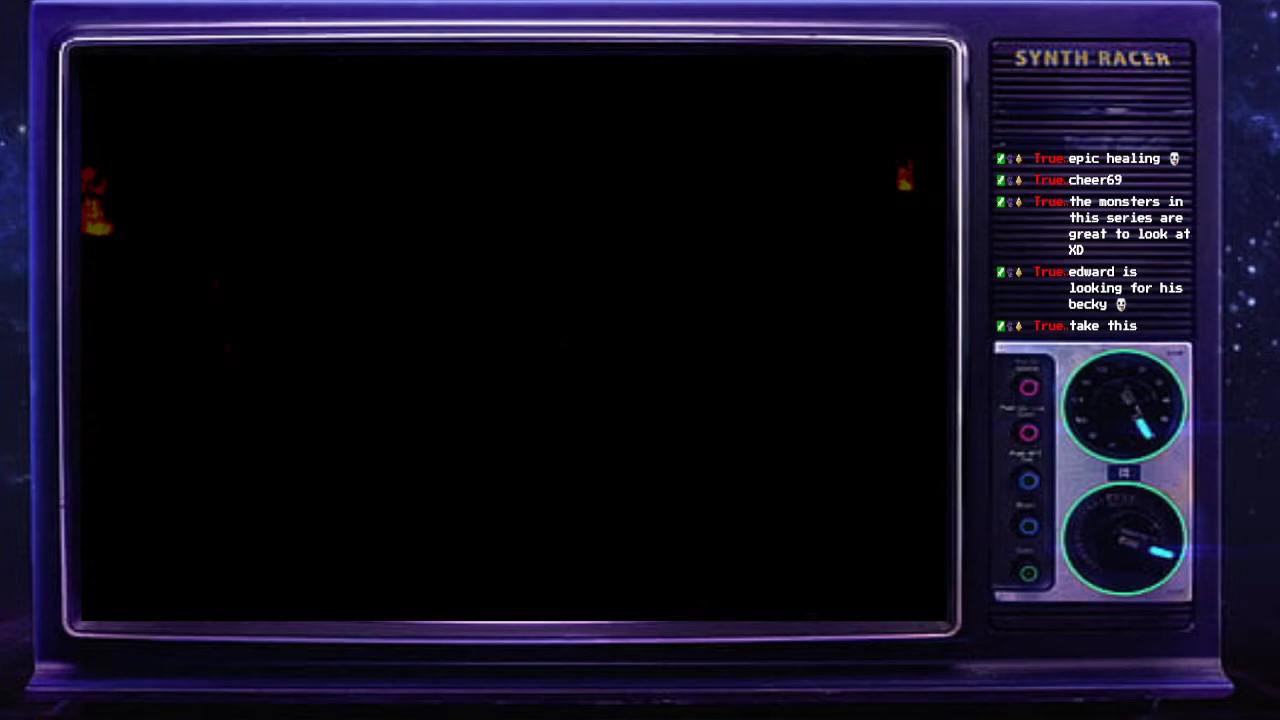 SYNTH RACER
True.. epic healing
True.. cheer69
True.. the monsters in
this series are
great to look at
XD
True.. edward is
looking for his
becky
True.. take this